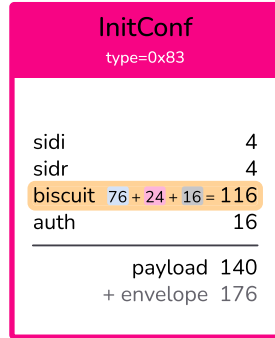 InitConf
type=0x83
sidi 4
sidr 4
biscuit 76 + 24 + 16 = 116
auth 16
payload 140
+ envelope 176